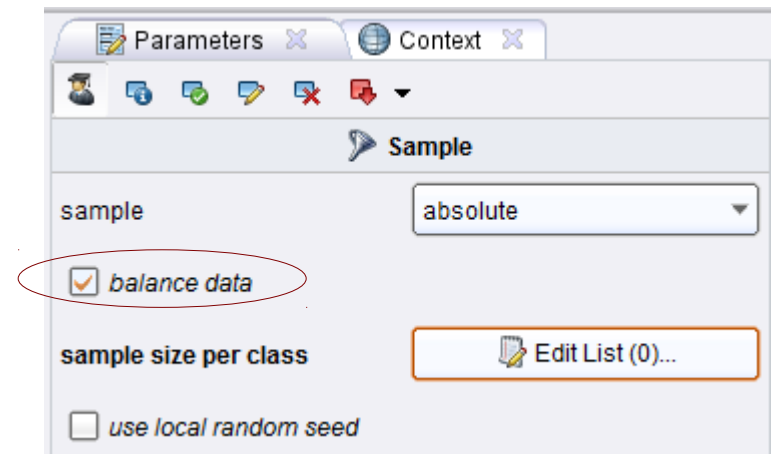 Parameters Context
Sample
sample absolute
balance data
sample size per class Edit List (0)...
use local random seed